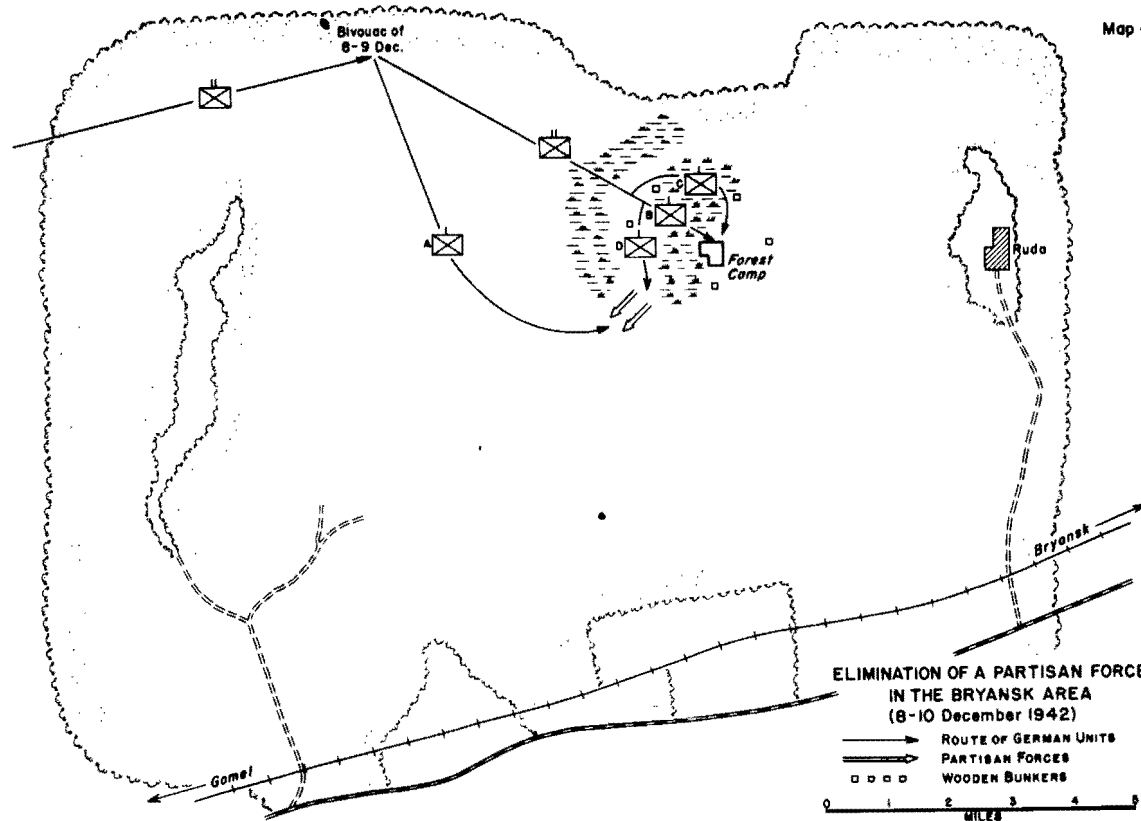 Map
Bivouac of
8-9 Dec.
A
B
C
D
Forest
Camp
Ruda
Bryansk
Gomel
ELIMINATION OF A PARTISAN FORCE
IN THE BRYANSK AREA
(8-10 December 1942)
ROUTE OF GERMAN UNITS
PARTISAN FORCES
WOODEN BUNKERS
0 1 2 3 4 5
MILES